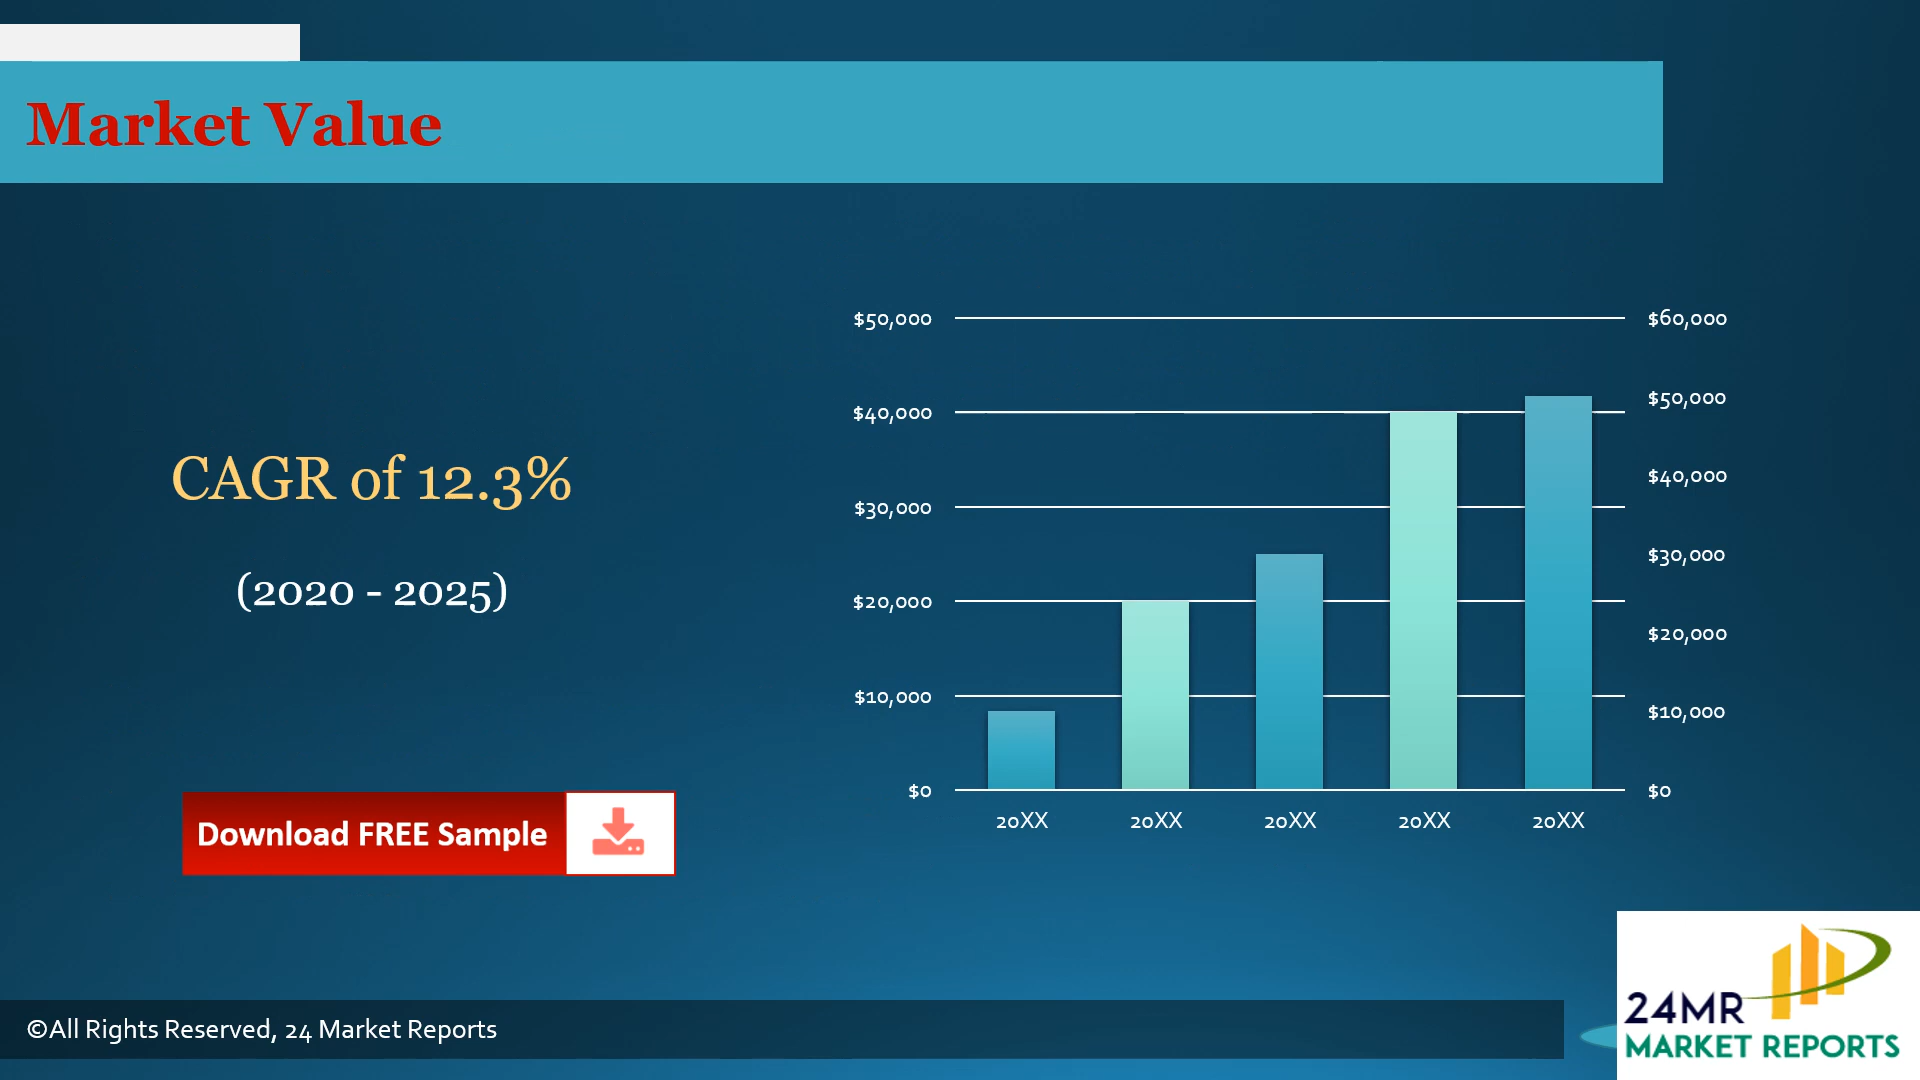 Market Value
CAGR of 12.3%
(2020 - 2025)
Download FREE Sample
$50,000
$40,000
$30,000
$20,000
$10,000
$0
$60,000
$50,000
$40,000
$30,000
$20,000
$10,000
$0
20XX 20XX 20XX 20XX 20XX
©All Rights Reserved, 24 Market Reports
24MR
MARKET REPORTS